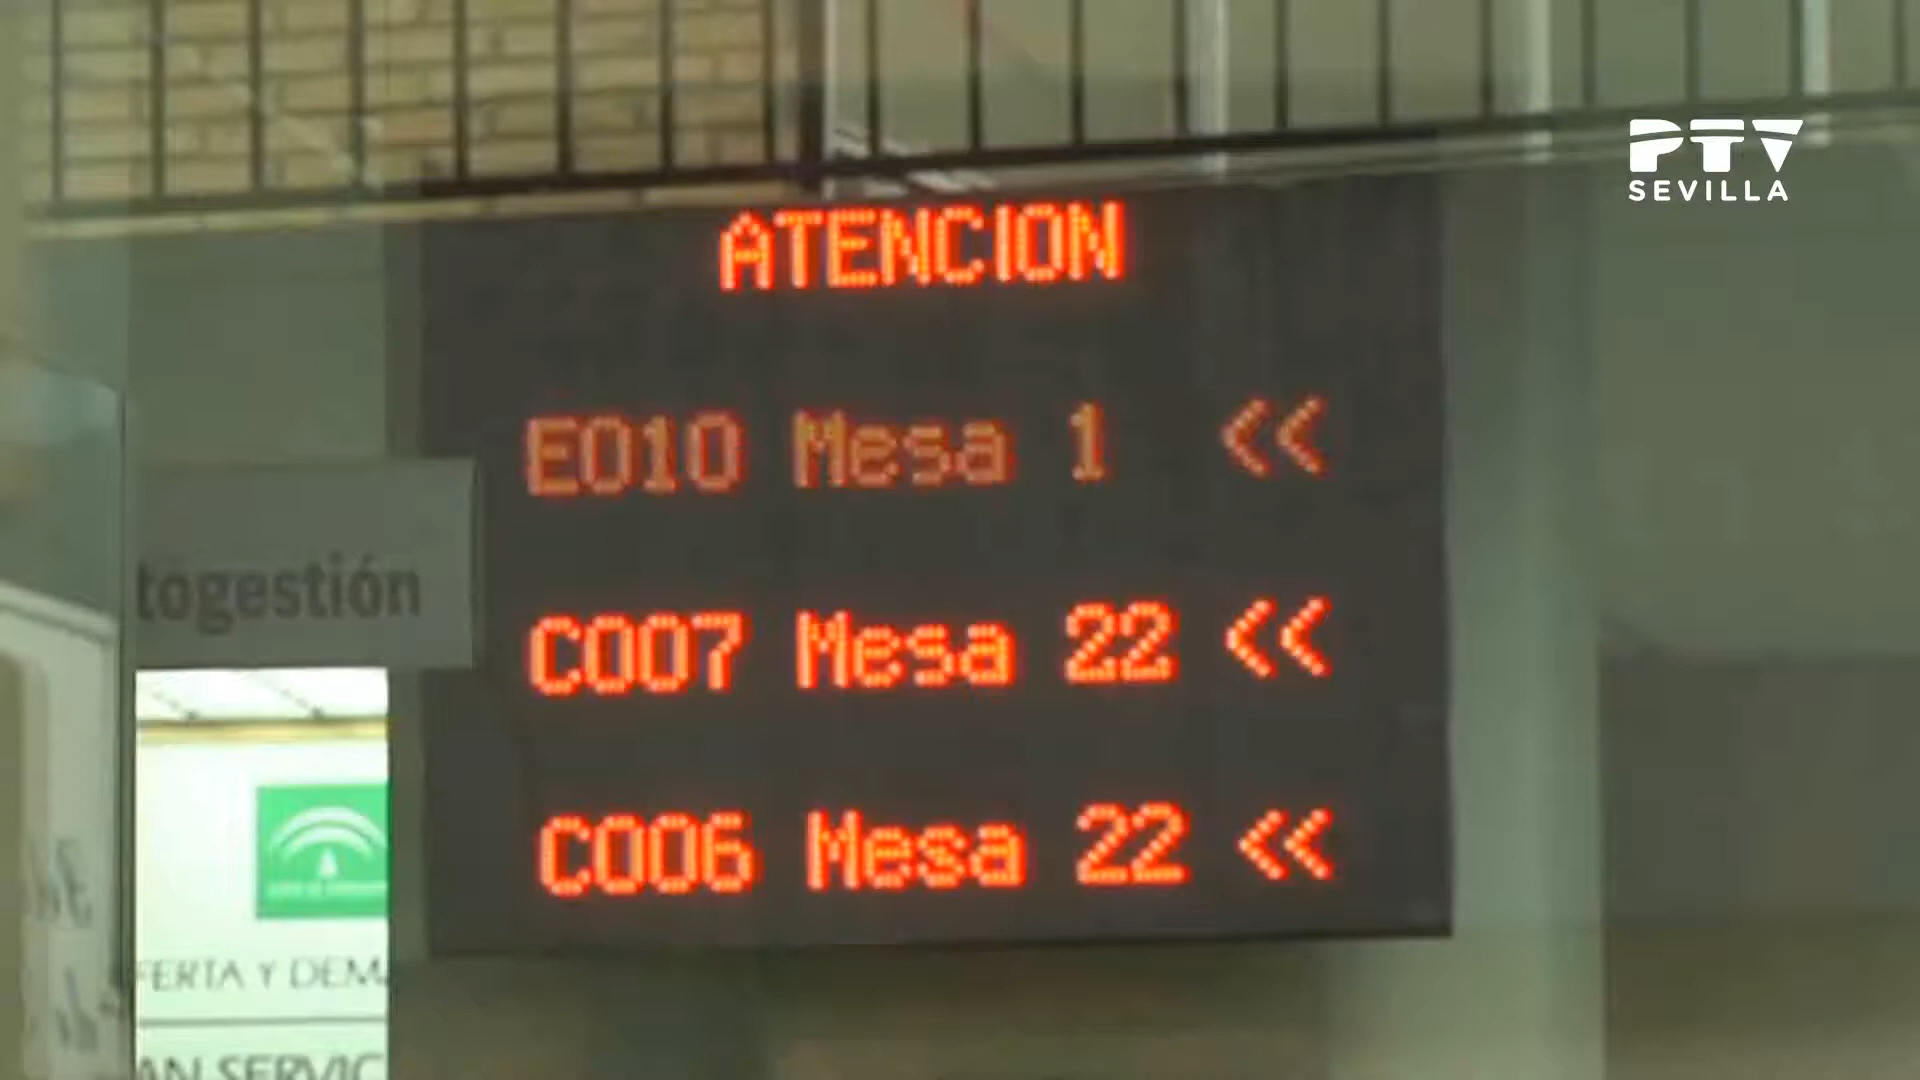 PTV
SEVILLA
ATENCION
E010 Mesa 1 <<
C007 Mesa 22 <<
C006 Mesa 22 <<
togestión
FERTA Y DEM
AN SERVIC